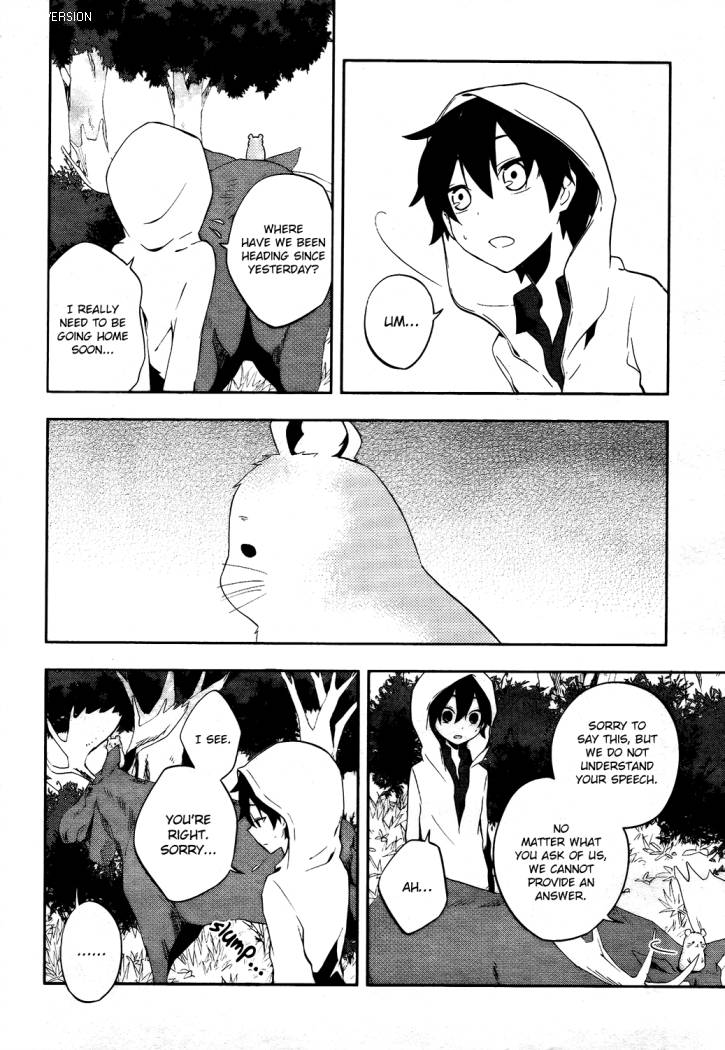 VERSION
UM...
WHERE
HAVE WE BEEN
HEADING SINCE
YESTERDAY?
I REALLY
NEED TO BE
GOING HOME
SOON...
SORRY TO
SAY THIS, BUT
WE DO NOT
UNDERSTAND
YOUR SPEECH.
NO
MATTER WHAT
YOU ASK OF US,
WE CANNOT
PROVIDE AN
ANSWER.
AH...
I SEE.
YOU'RE
RIGHT.
SORRY...
slump...
......